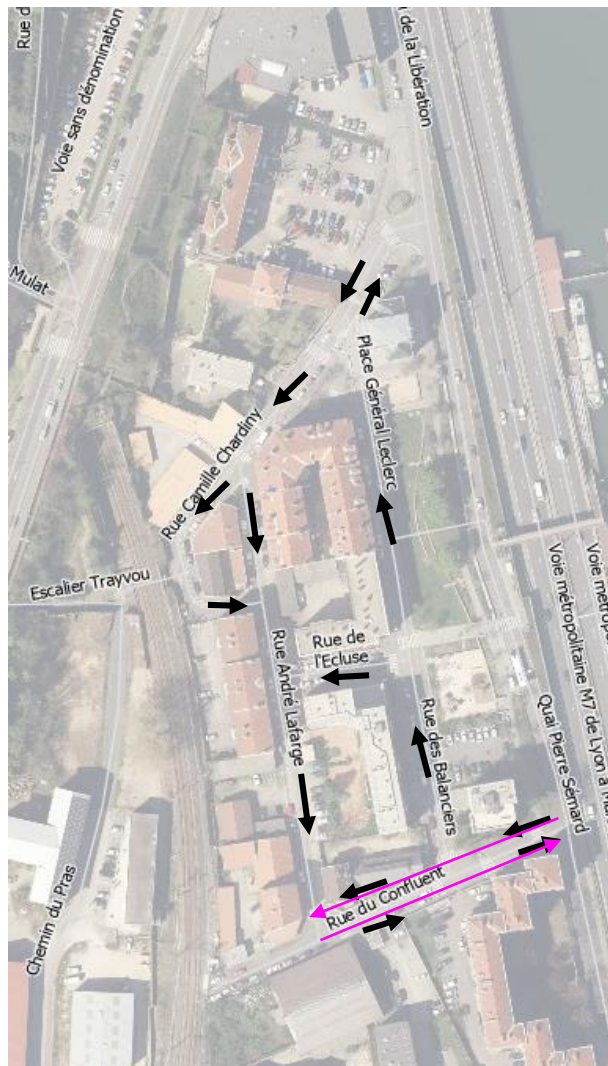 Rue d
Voie sans dénomination
de la Libération
Mulat
Place Général Leclerc
Rue Camille Chardiny
Escalier Trayvou
Rue de
l'Ecluse
Rue André Lafarge
Rue des Balanciers
Quai Pierre Sémard
Voie métropolitaine M7 de Lyon à
Rue du Confluent
Chemin du Pras